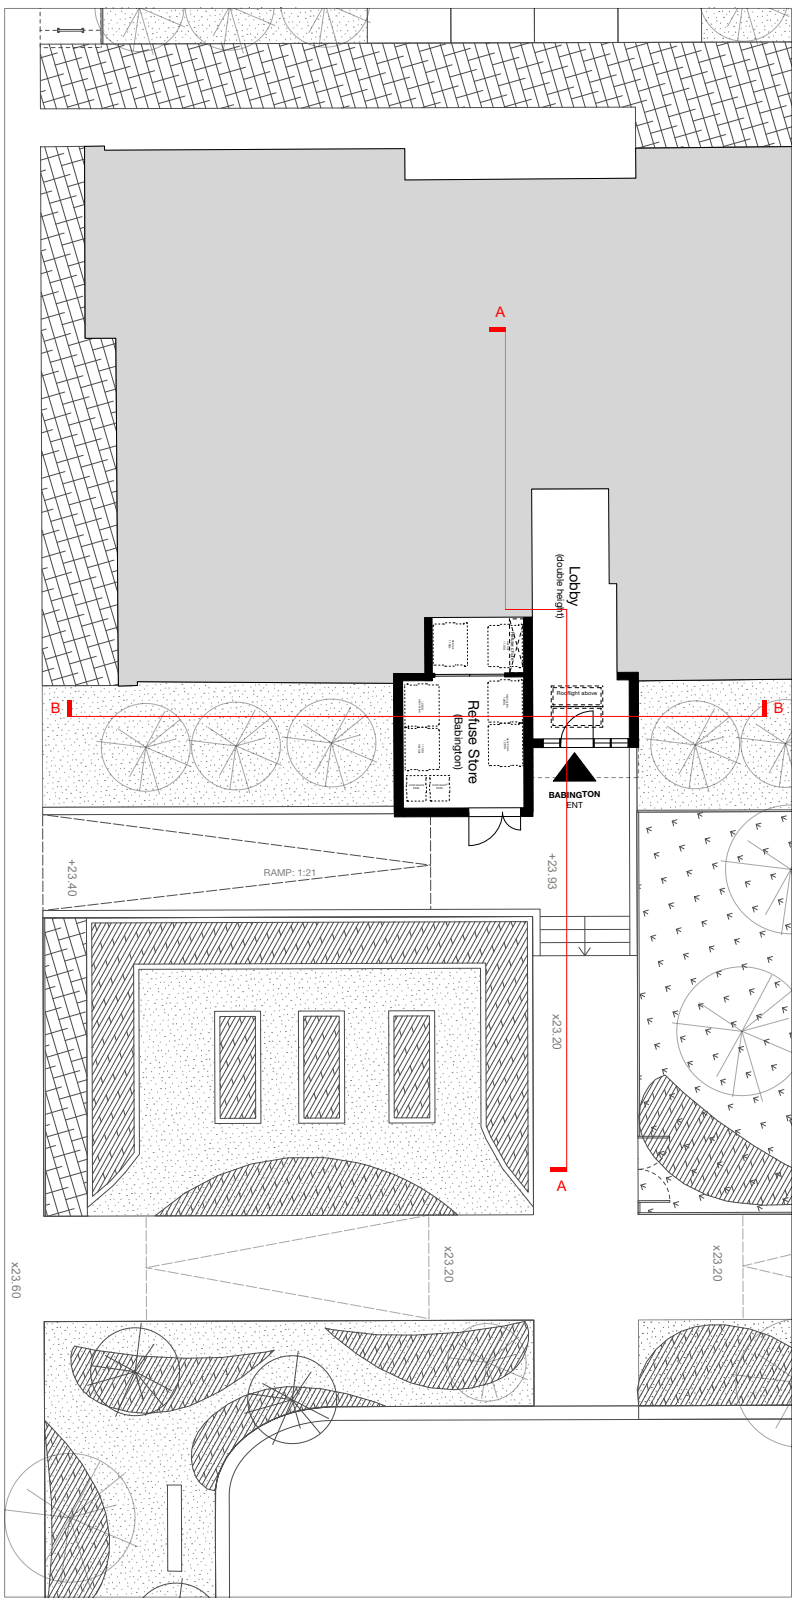 A
Lobby
(double height)
Rooflight above
B
B
Refuse Store
(Babington)
BABINGTON
ENT
+23.40
RAMP: 1:21
+23.93
x23.20
A
x23.60
x23.20
x23.20